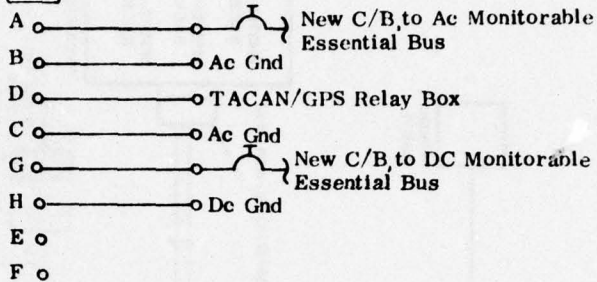 A New C/B, to Ac Monitorable
Essential Bus
B Ac Gnd
D TACAN/GPS Relay Box
C Ac Gnd
G New C/B, to DC Monitorable
Essential Bus
H Dc Gnd
E
F